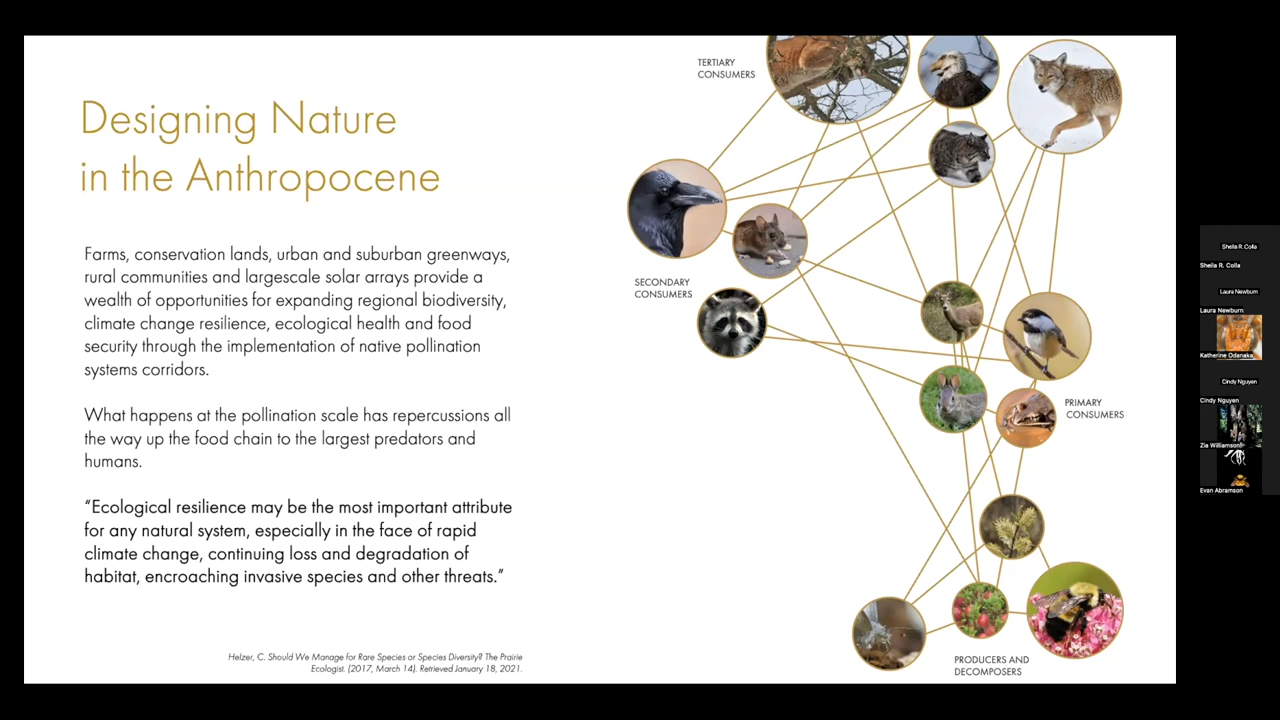 Designing Nature
in the Anthropocene
Farms, conservation lands, urban and suburban greenways,
rural communities and largescale solar arrays provide a
wealth of opportunities for expanding regional biodiversity,
climate change resilience, ecological health and food
security through the implementation of native pollination
systems corridors.
What happens at the pollination scale has repercussions all
the way up the food chain to the largest predators and
humans.
“Ecological resilience may be the most important attribute
for any natural system, especially in the face of rapid
climate change, continuing loss and degradation of
habitat, encroaching invasive species and other threats.”
Helzer, C. Should We Manage for Rare Species or Species Diversity? The Prairie
Ecologist. (2017, March 14). Retrieved January 18, 2021.
TERTIARY
CONSUMERS
SECONDARY
CONSUMERS
PRIMARY
CONSUMERS
PRODUCERS AND
DECOMPOSERS
Sheila R. Colla
Sheila R. Colla
Laura Newburn
Laura Newburn
Katherine Odanaka
Cindy Nguyen
Cindy Nguyen
Zia Williamson
Evan Abramson